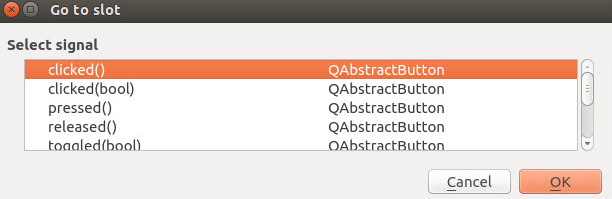 Go to slot
Select signal
clicked() QAbstractButton
clicked(bool) QAbstractButton
pressed() QAbstractButton
released() QAbstractButton
toggled(bool) QAbstractButton
Cancel OK